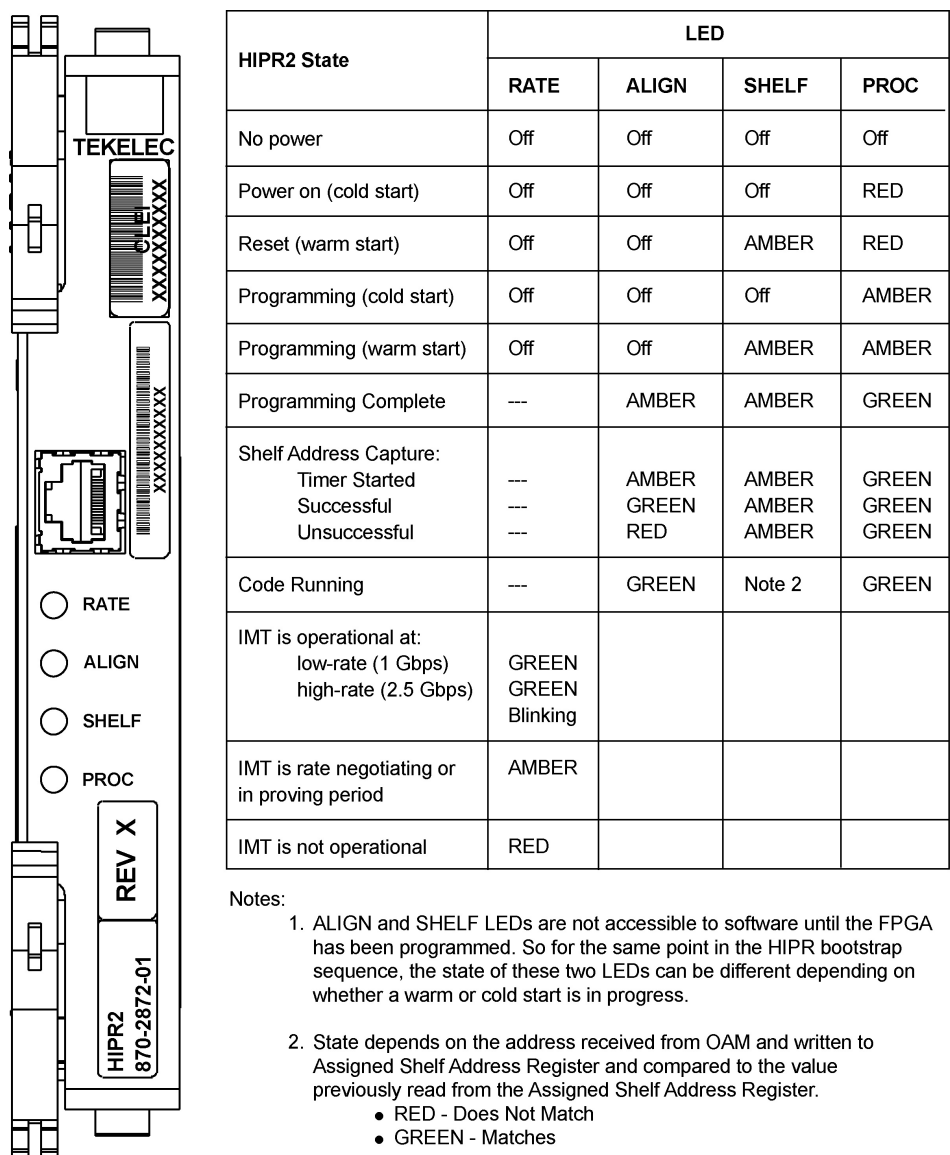 TEKELEC
CLEI
XXXXXXXXXX
XXXXXXXXXX
RATE
ALIGN
SHELF
PROC
REV X
HIPR2
870-2872-01
HIPR2 State LED
RATE ALIGN SHELF PROC
No power Off Off Off Off
Power on (cold start) Off Off Off RED
Reset (warm start) Off Off AMBER RED
Programming (cold start) Off Off Off AMBER
Programming (warm start) Off Off AMBER AMBER
Programming Complete --- AMBER AMBER GREEN
Shelf Address Capture:
Timer Started --- AMBER AMBER GREEN
Successful --- GREEN AMBER GREEN
Unsuccessful --- RED AMBER GREEN
Code Running --- GREEN Note 2 GREEN
IMT is operational at:
low-rate (1 Gbps) GREEN
high-rate (2.5 Gbps) GREEN
Blinking
IMT is rate negotiating or AMBER
in proving period
IMT is not operational RED
Notes:
1. ALIGN and SHELF LEDs are not accessible to software until the FPGA
has been programmed. So for the same point in the HIPR bootstrap
sequence, the state of these two LEDs can be different depending on
whether a warm or cold start is in progress.
2. State depends on the address received from OAM and written to
Assigned Shelf Address Register and compared to the value
previously read from the Assigned Shelf Address Register.
• RED - Does Not Match
• GREEN - Matches